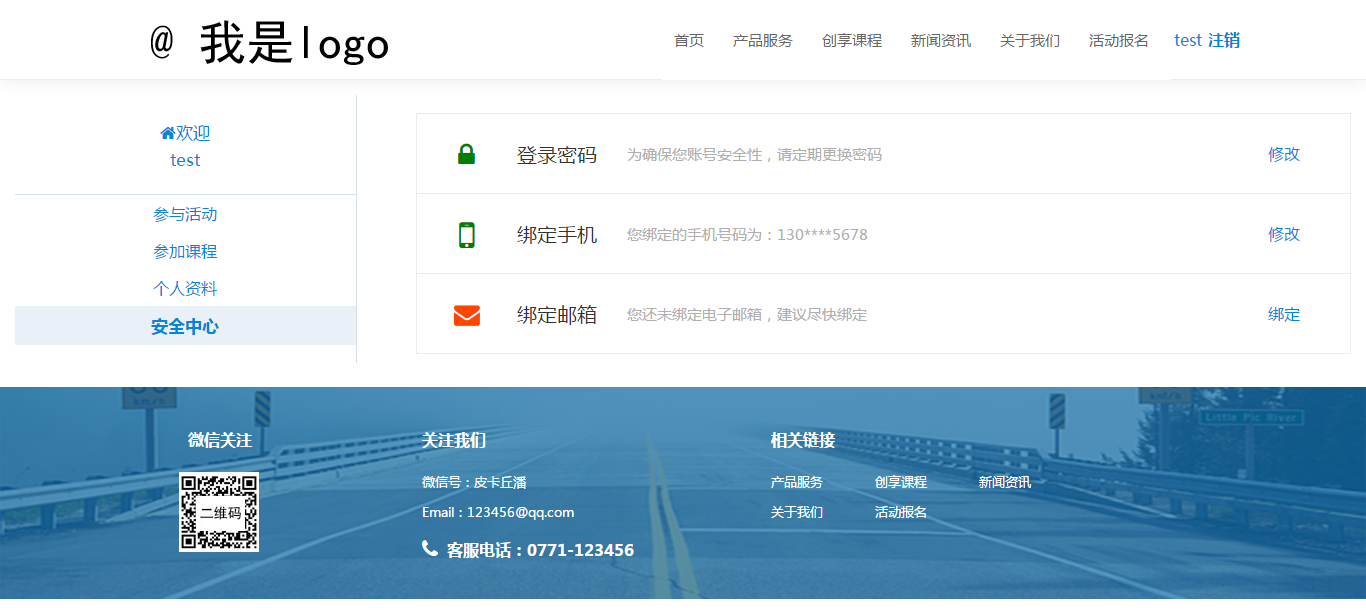 @ 我是logo
首页 产品服务 创享课程 新闻资讯 关于我们 活动报名 test 注销
欢迎
test
参与活动
参加课程
个人资料
安全中心
登录密码 为确保您账号安全性，请定期更换密码 修改
绑定手机 您绑定的手机号码为：130****5678 修改
绑定邮箱 您还未绑定电子邮箱，建议尽快绑定 绑定
微信关注
二维码
关注我们
微信号：皮卡丘潘
Email：123456@qq.com
客服电话：0771-123456
相关链接
产品服务 创享课程 新闻资讯
关于我们 活动报名
km/h
Little Pic River